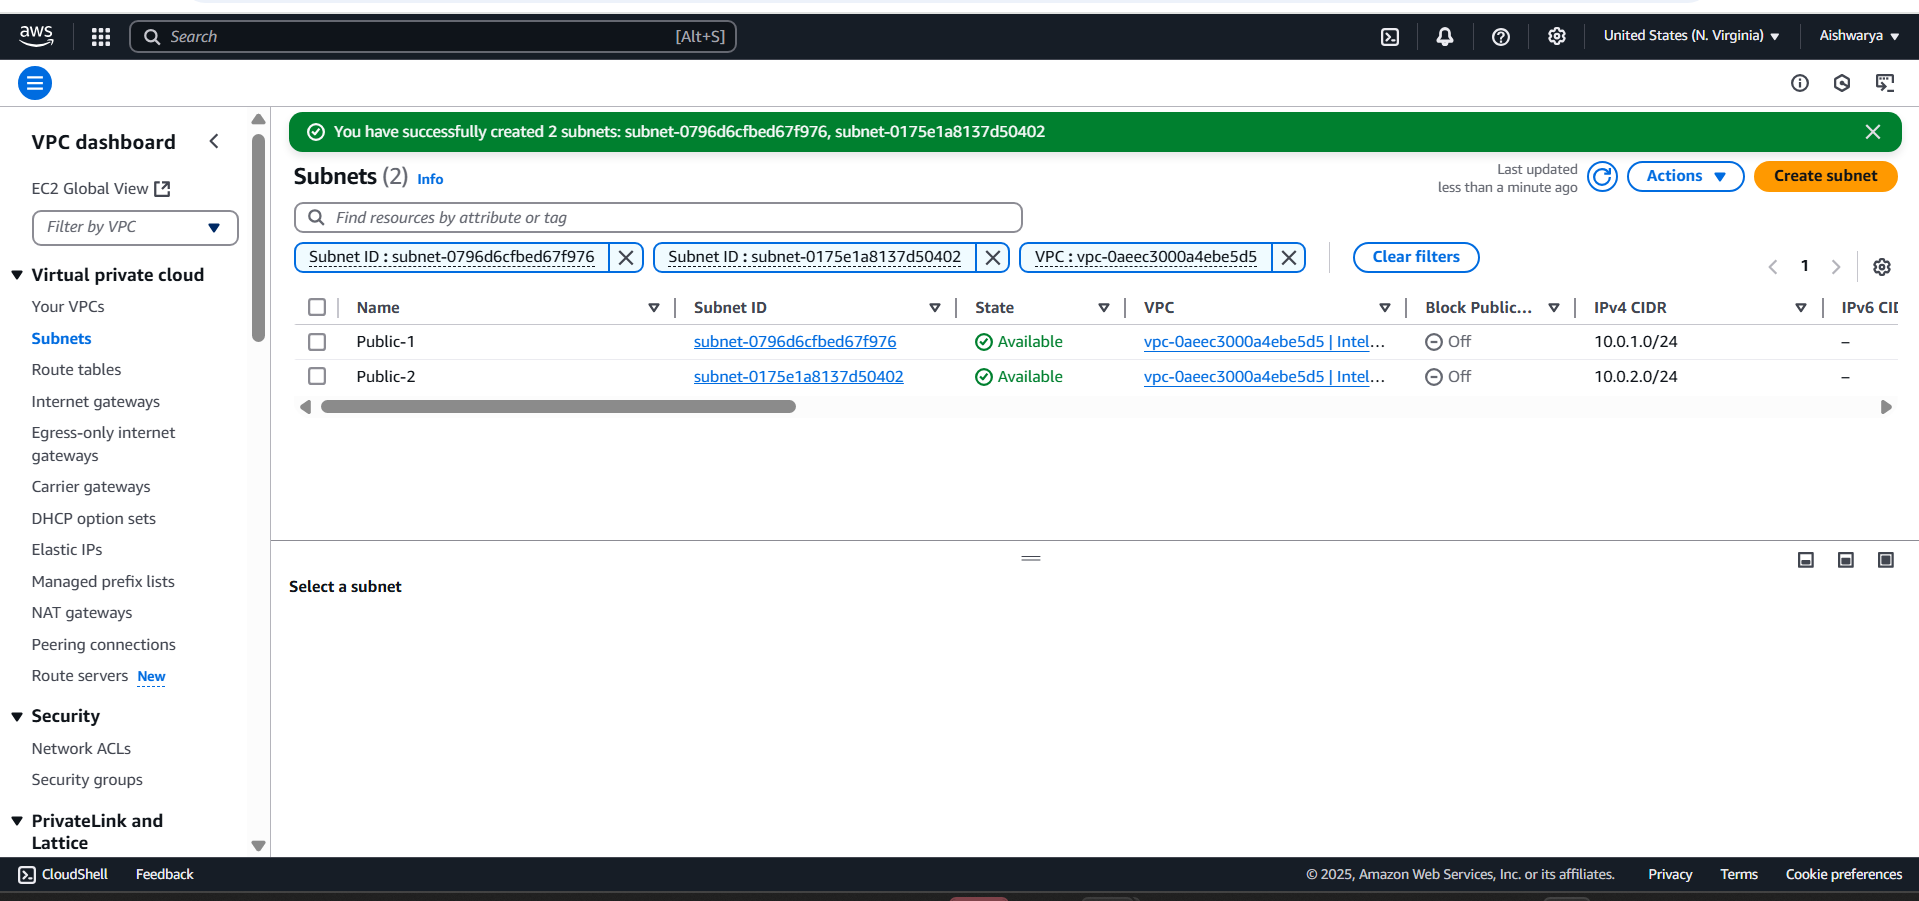 aws
Search [Alt+S]
United States (N. Virginia)
Aishwarya
VPC dashboard
EC2 Global View
Filter by VPC
Virtual private cloud
Your VPCs
Subnets
Route tables
Internet gateways
Egress-only internet
gateways
Carrier gateways
DHCP option sets
Elastic IPs
Managed prefix lists
NAT gateways
Peering connections
Route servers New
Security
Network ACLs
Security groups
PrivateLink and
Lattice
You have successfully created 2 subnets: subnet-0796d6cfbed67f976, subnet-0175e1a8137d50402
Subnets (2) Info
Last updated
less than a minute ago
Actions
Create subnet
Find resources by attribute or tag
Subnet ID : subnet-0796d6cfbed67f976
Subnet ID : subnet-0175e1a8137d50402
VPC : vpc-0aeec3000a4ebe5d5
Clear filters
1
Name Subnet ID State VPC Block Public... IPv4 CIDR IPv6 CID
Public-1 subnet-0796d6cfbed67f976 Available vpc-0aeec3000a4ebe5d5 | Intel... Off 10.0.1.0/24 –
Public-2 subnet-0175e1a8137d50402 Available vpc-0aeec3000a4ebe5d5 | Intel... Off 10.0.2.0/24 –
Select a subnet
CloudShell Feedback © 2025, Amazon Web Services, Inc. or its affiliates. Privacy Terms Cookie preferences